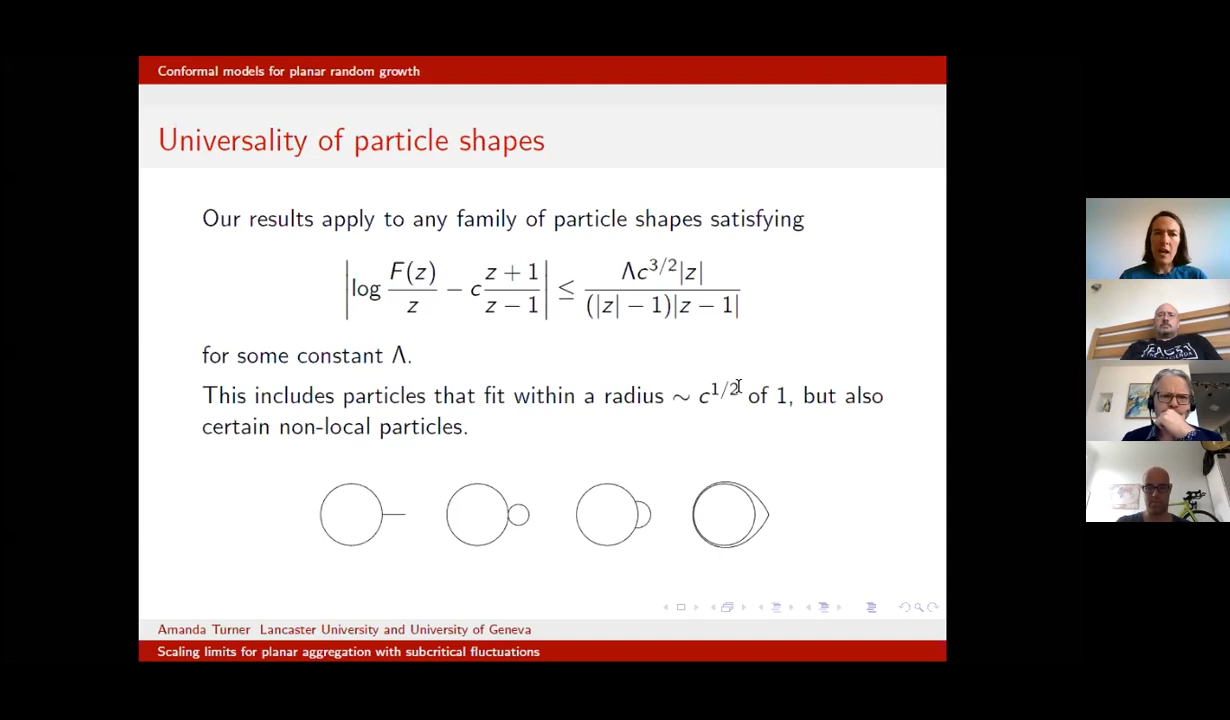 Conformal models for planar random growth
Universality of particle shapes
Our results apply to any family of particle shapes satisfying
|log F(z)/z − c (z + 1)/(z − 1)| ≤ Λc^{3/2}|z| / ((|z| − 1)|z − 1|)
for some constant Λ.
This includes particles that fit within a radius ∼ c^{1/2} of 1, but also
certain non-local particles.
Amanda Turner Lancaster University and University of Geneva
Scaling limits for planar aggregation with subcritical fluctuations